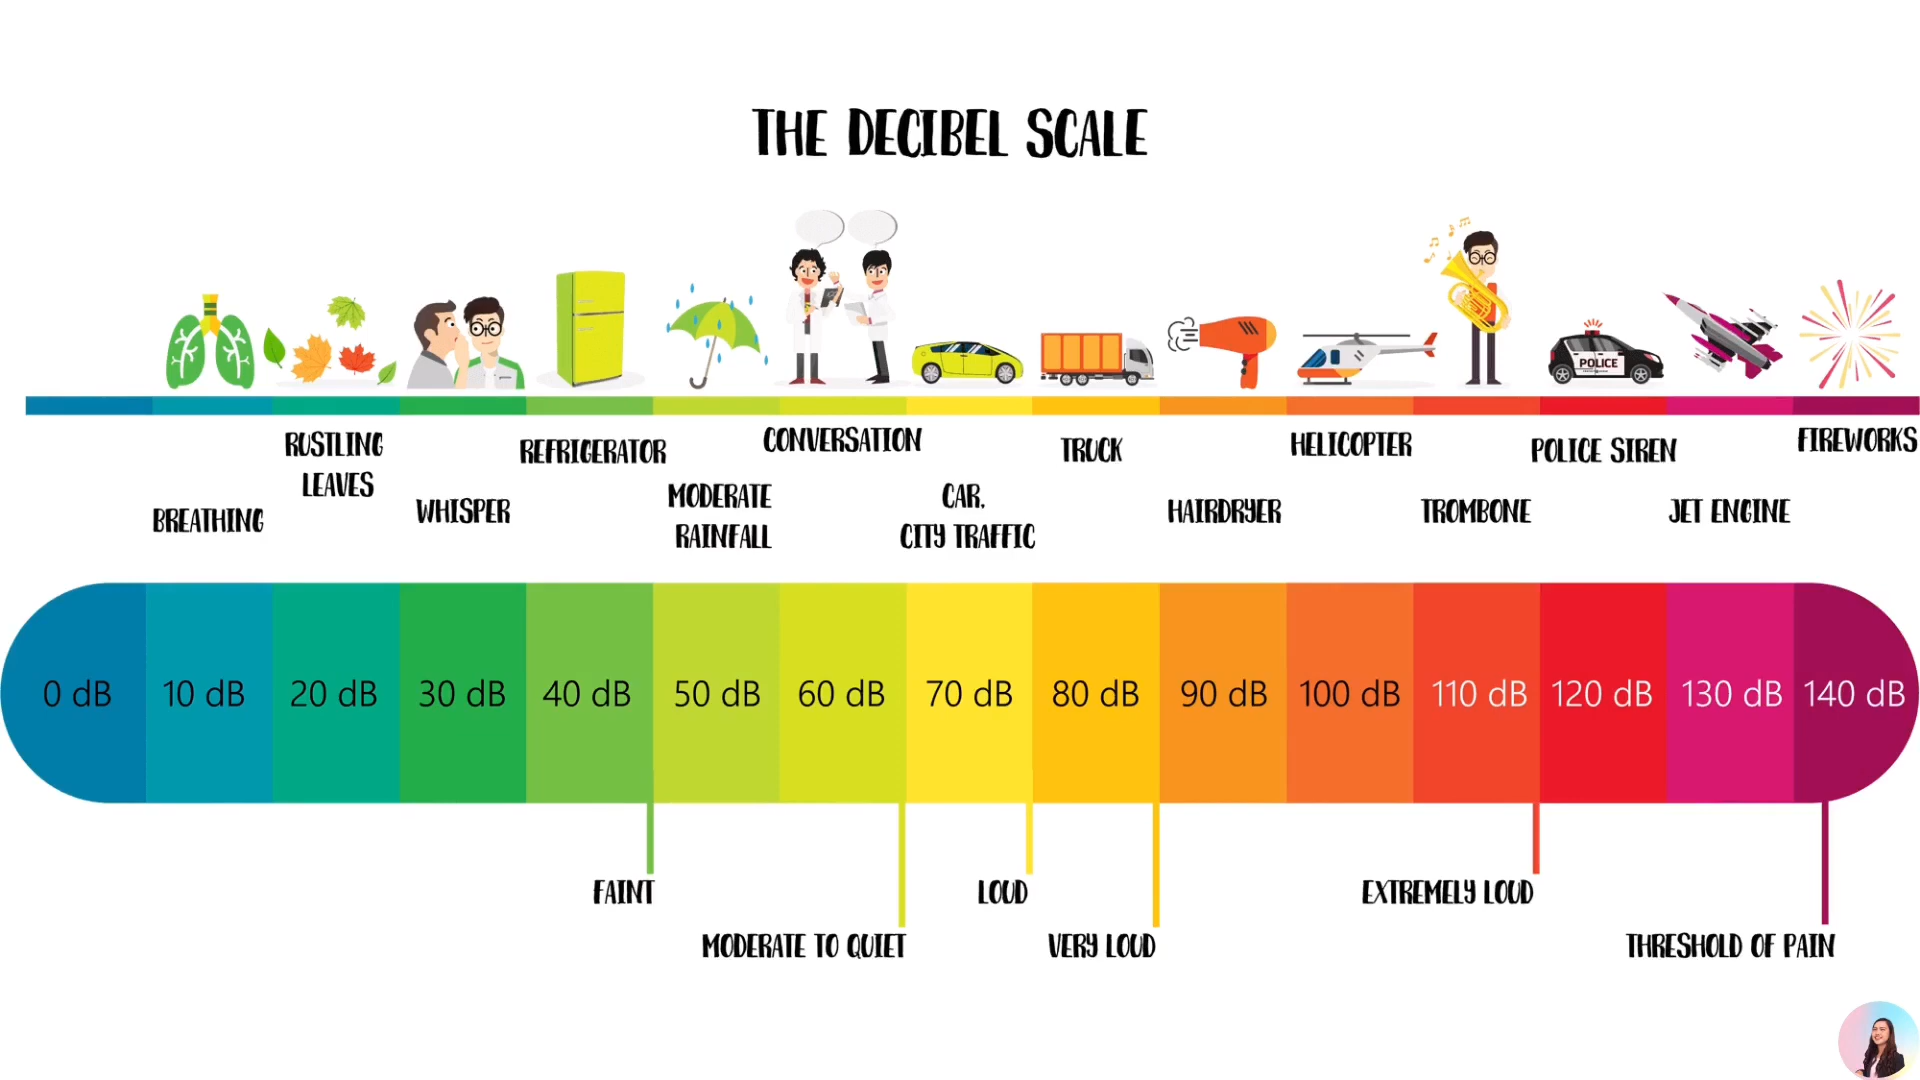 THE DECIBEL SCALE
POLICE
BREATHING
RUSTLING
LEAVES
WHISPER
REFRIGERATOR
MODERATE
RAINFALL
CONVERSATION
CAR,
CITY TRAFFIC
TRUCK
HAIRDRYER
HELICOPTER
TROMBONE
POLICE SIREN
JET ENGINE
FIREWORKS
0 dB 10 dB 20 dB 30 dB 40 dB 50 dB 60 dB 70 dB 80 dB 90 dB 100 dB 110 dB 120 dB 130 dB 140 dB
FAINT
MODERATE TO QUIET
LOUD
VERY LOUD
EXTREMELY LOUD
THRESHOLD OF PAIN